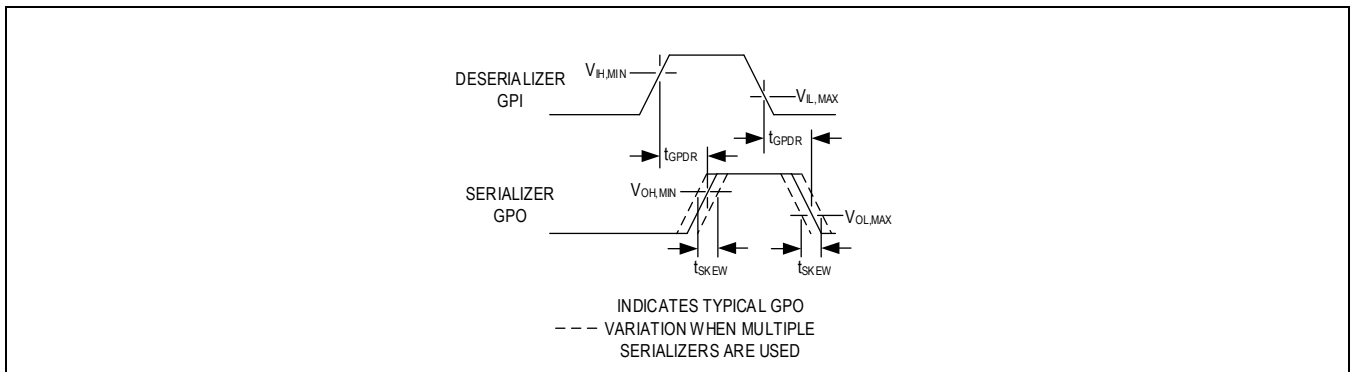 DESERIALIZER
GPI
VIH,MIN
VIL, MAX
tGPDR
tGPDR
SERIALIZER
GPO
VOH,MIN
VOL,MAX
tSKEW
tSKEW
INDICATES TYPICAL GPO
--- VARIATION WHEN MULTIPLE
SERIALIZERS ARE USED